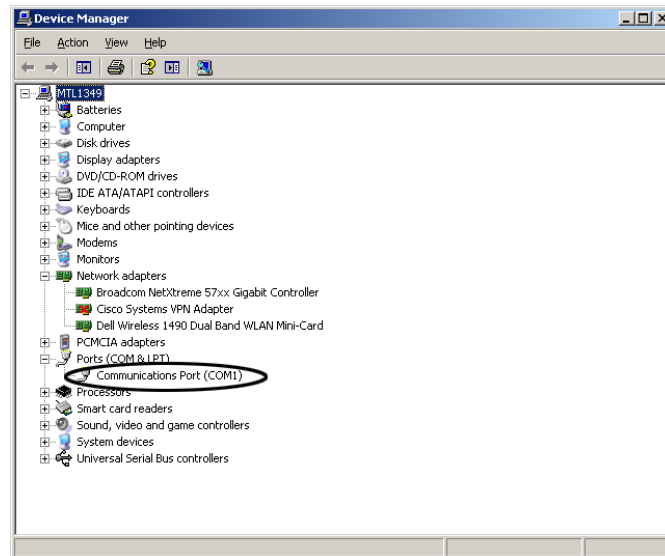 Device Manager
File Action View Help
MTL1349
Batteries
Computer
Disk drives
Display adapters
DVD/CD-ROM drives
IDE ATA/ATAPI controllers
Keyboards
Mice and other pointing devices
Modems
Monitors
Network adapters
Broadcom NetXtreme 57xx Gigabit Controller
Cisco Systems VPN Adapter
Dell Wireless 1490 Dual Band WLAN Mini-Card
PCMCIA adapters
Ports (COM & LPT)
Communications Port (COM1)
Processors
Smart card readers
Sound, video and game controllers
System devices
Universal Serial Bus controllers